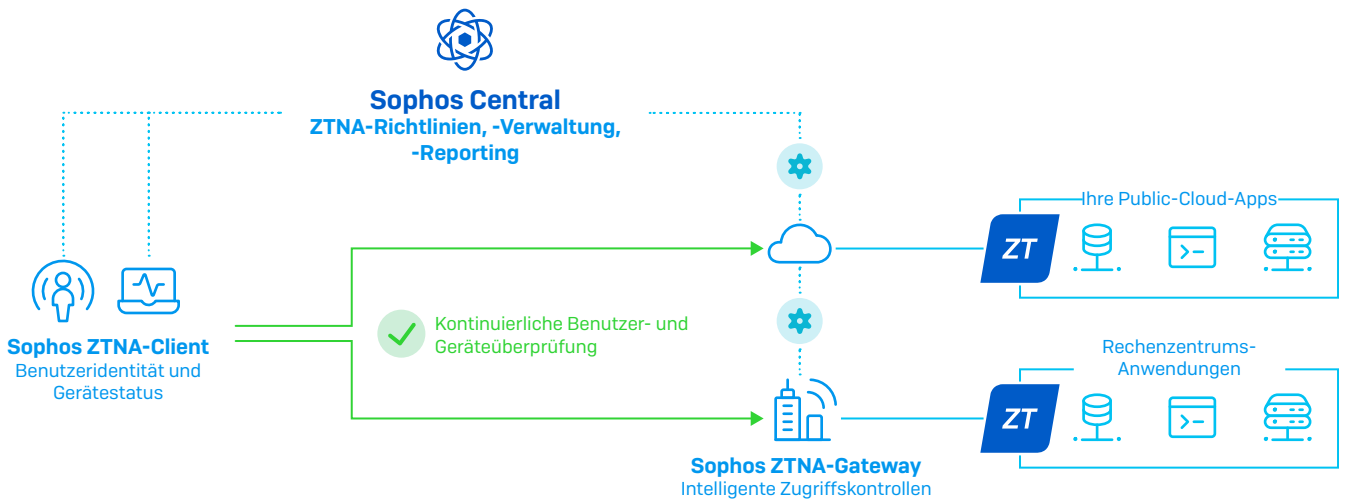 Sophos Central
ZTNA-Richtlinien, -Verwaltung,
-Reporting
Ihre Public-Cloud-Apps
ZT
Kontinuierliche Benutzer- und
Geräteüberprüfung
Sophos ZTNA-Client
Benutzeridentität und
Gerätestatus
Rechenzentrums-
Anwendungen
ZT
Sophos ZTNA-Gateway
Intelligente Zugriffskontrollen